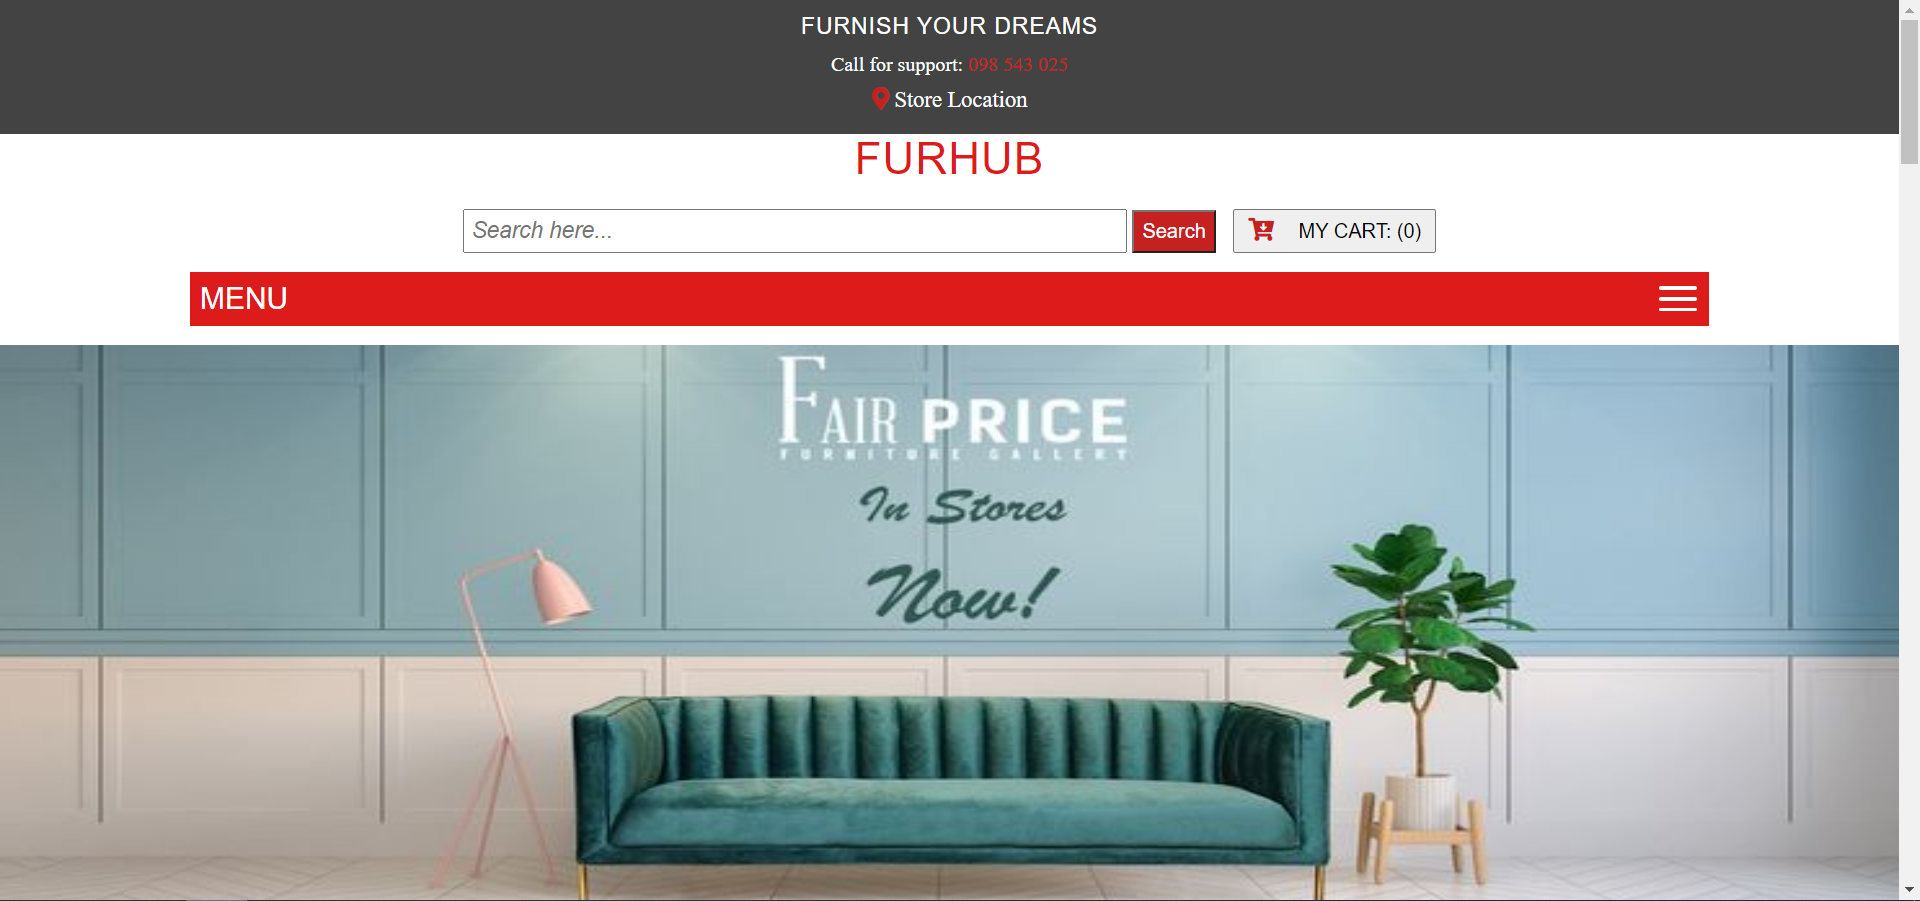 FURNISH YOUR DREAMS
Call for support: 098 543 025
Store Location
FURHUB
Search here...
Search
MY CART: (0)
MENU
FAIR PRICE
FURNITURE GALLERY
In Stores
Now!